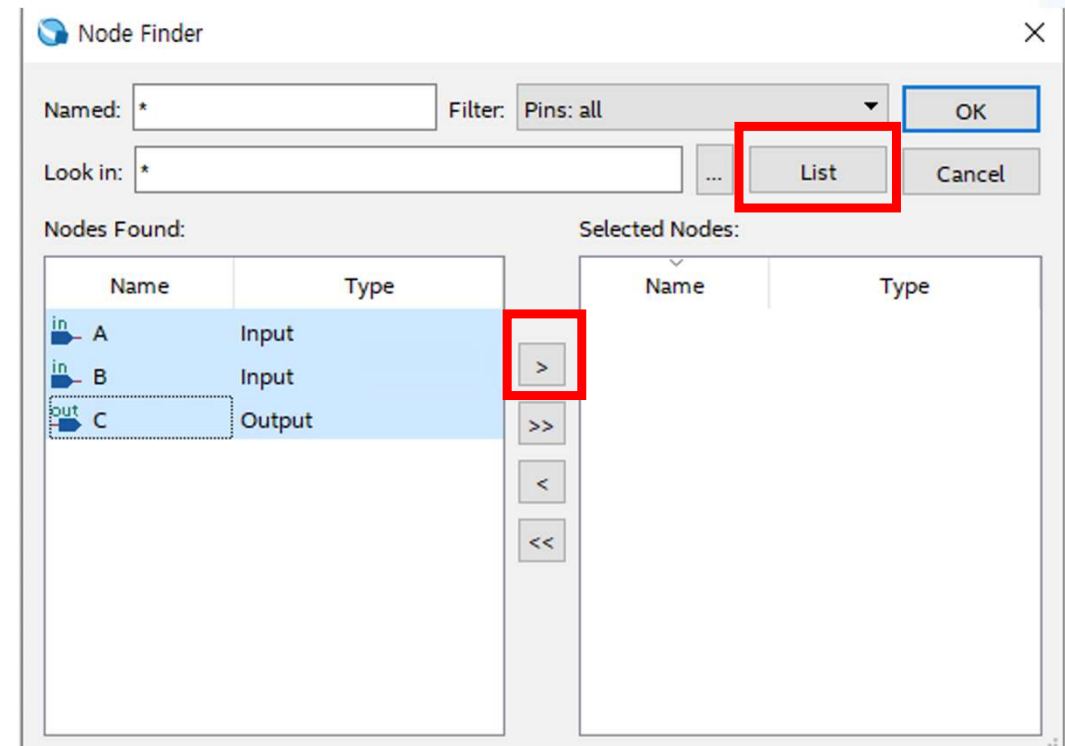 Node Finder
Named: * Filter: Pins: all OK
Look in: * ... List Cancel
Nodes Found: Selected Nodes:
Name Type Name Type
in A Input
in B Input
out C Output
>
>>
<
<<